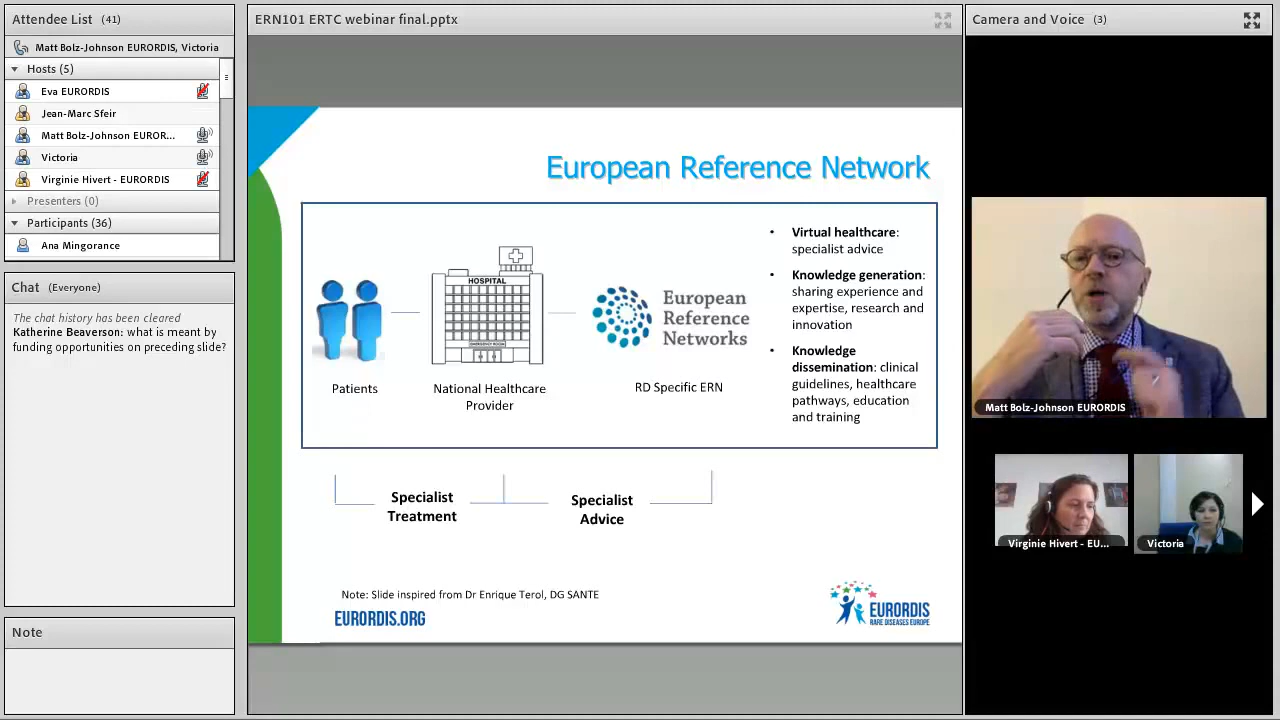 Attendee List (41)
Matt Bolz-Johnson EURORDIS, Victoria
Hosts (5)
Eva EURORDIS
Jean-Marc Sfeir
Matt Bolz-Johnson EUROR...
Victoria
Virginie Hivert - EURORDIS
Presenters (0)
Participants (36)
Ana Mingorance
Chat (Everyone)
The chat history has been cleared
Katherine Beaverson: what is meant by
funding opportunities on preceding slide?
Note
ERN101 ERTC webinar final.pptx
European Reference Network
HOSPITAL
EMERGENCY ROOM
European
Reference
Networks
Patients
National Healthcare
Provider
RD Specific ERN
• Virtual healthcare:
specialist advice
• Knowledge generation:
sharing experience and
expertise, research and
innovation
• Knowledge
dissemination: clinical
guidelines, healthcare
pathways, education
and training
Specialist
Treatment
Specialist
Advice
Note: Slide inspired from Dr Enrique Terol, DG SANTE
EURORDIS.ORG
EURORDIS
RARE DISEASES EUROPE
Camera and Voice (3)
Matt Bolz-Johnson EURORDIS
Virginie Hivert - EU...
Victoria